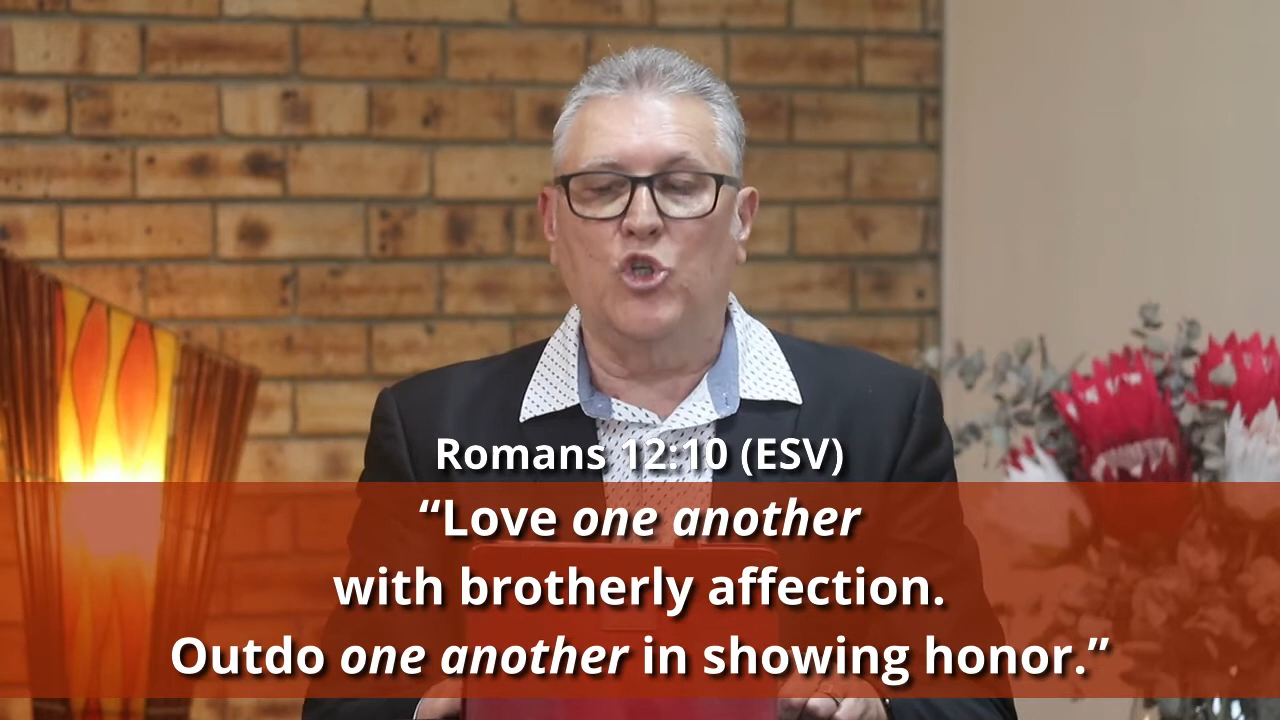 Romans 12:10 (ESV)
“Love one another
with brotherly affection.
Outdo one another in showing honor.”